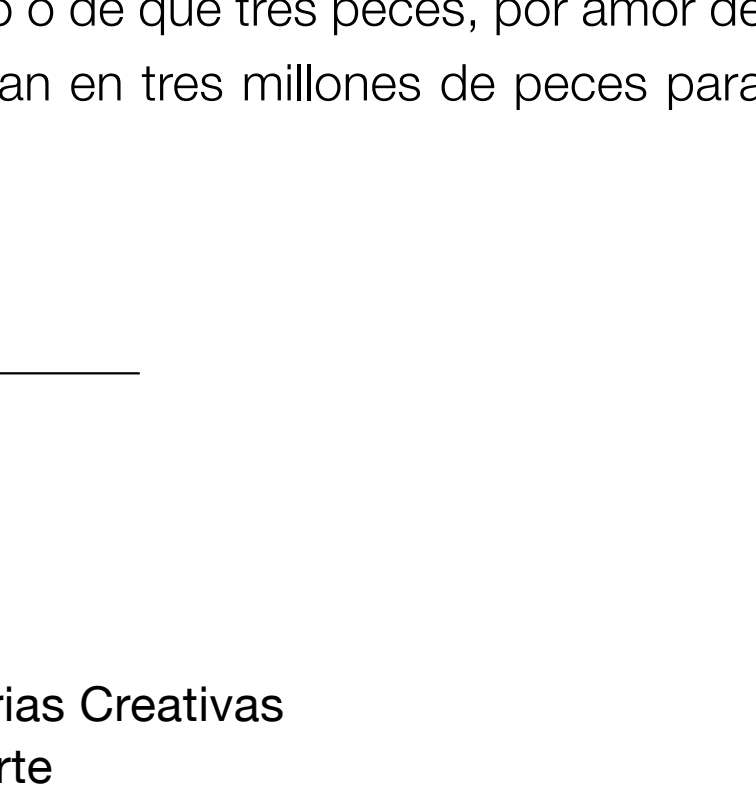 o de que tres peces, por amor de
an en tres millones de peces para
rias Creativas
rte